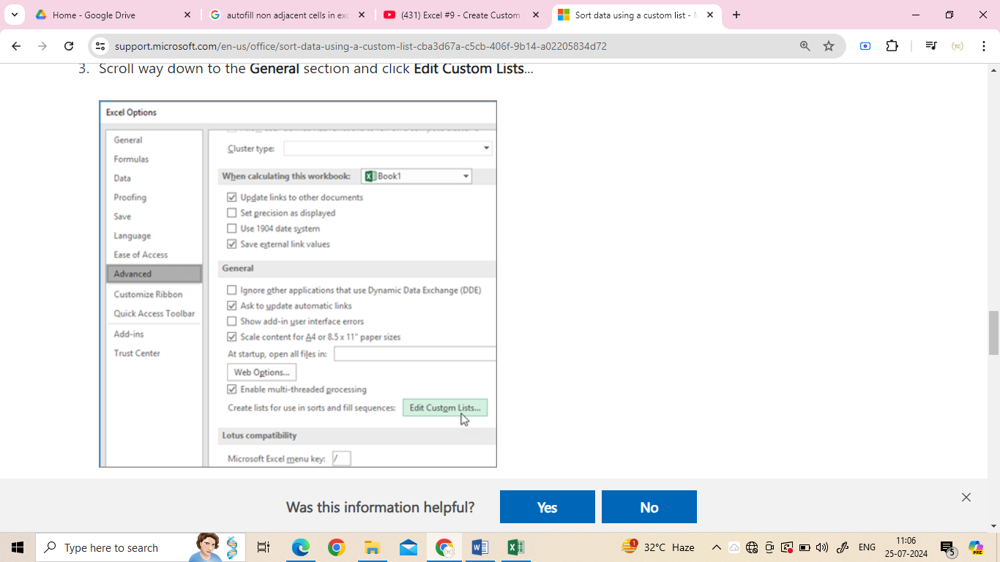 Home - Google Drive
autofill non adjacent cells in exc
(431) Excel #9 - Create Custom
Sort data using a custom list - M
support.microsoft.com/en-us/office/sort-data-using-a-custom-list-cba3d67a-c5cb-406f-9b14-a02205834d72
(TC)
3. Scroll way down to the General section and click Edit Custom Lists...
Excel Options
General
Formulas
Data
Proofing
Save
Language
Ease of Access
Advanced
Customize Ribbon
Quick Access Toolbar
Add-ins
Trust Center
Cluster type:
When calculating this workbook: Book1
Update links to other documents
Set precision as displayed
Use 1904 date system
Save external link values
General
Ignore other applications that use Dynamic Data Exchange (DDE)
Ask to update automatic links
Show add-in user interface errors
Scale content for A4 or 8.5 x 11" paper sizes
At startup, open all files in:
Web Options...
Enable multi-threaded processing
Create lists for use in sorts and fill sequences: Edit Custom Lists...
Lotus compatibility
Microsoft Excel menu key: /
Was this information helpful? Yes No
Type here to search
1
32°C Haze
ENG
11:06
25-07-2024
5
PRE